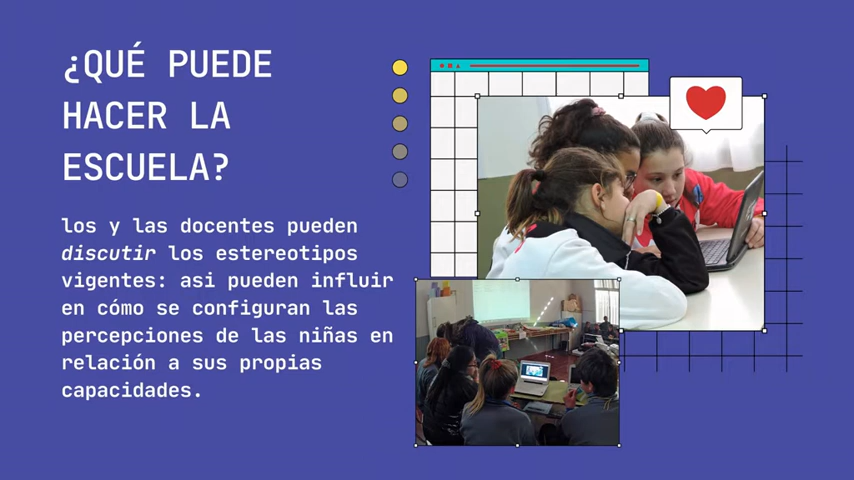 ¿QUÉ PUEDE
HACER LA
ESCUELA?
los y las docentes pueden
discutir los estereotipos
vigentes: asi pueden influir
en cómo se configuran las
percepciones de las niñas en
relación a sus propias
capacidades.